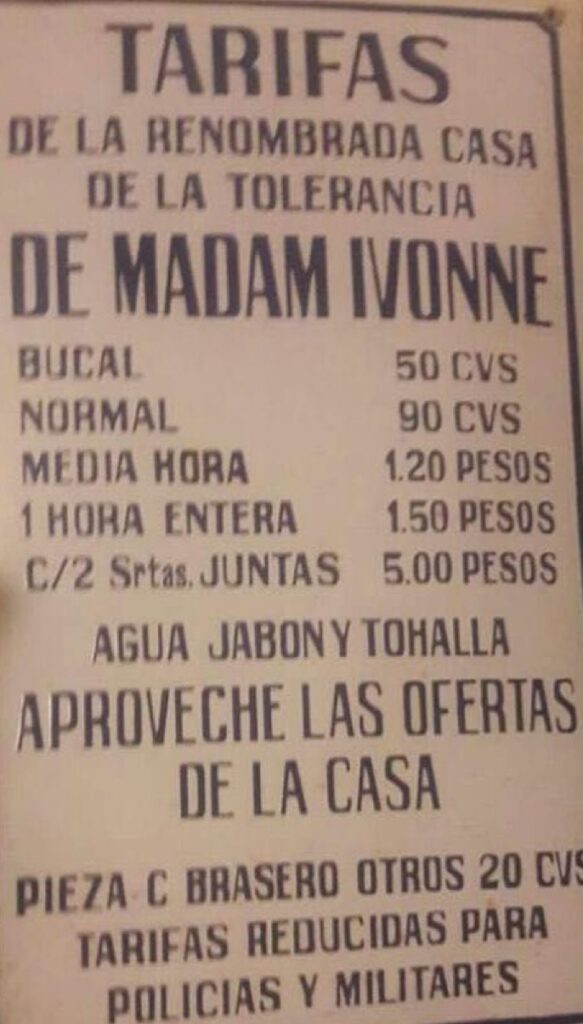 TARIFAS
DE LA RENOMBRADA CASA
DE LA TOLERANCIA
DE MADAM IVONNE
BUCAL 50 CVS
NORMAL 90 CVS
MEDIA HORA 1.20 PESOS
1 HORA ENTERA 1.50 PESOS
C/2 Srtas. JUNTAS 5.00 PESOS
AGUA JABON Y TOHALLA
APROVECHE LAS OFERTAS
DE LA CASA
PIEZA C BRASERO OTROS 20 CVS
TARIFAS REDUCIDAS PARA
POLICIAS Y MILITARES